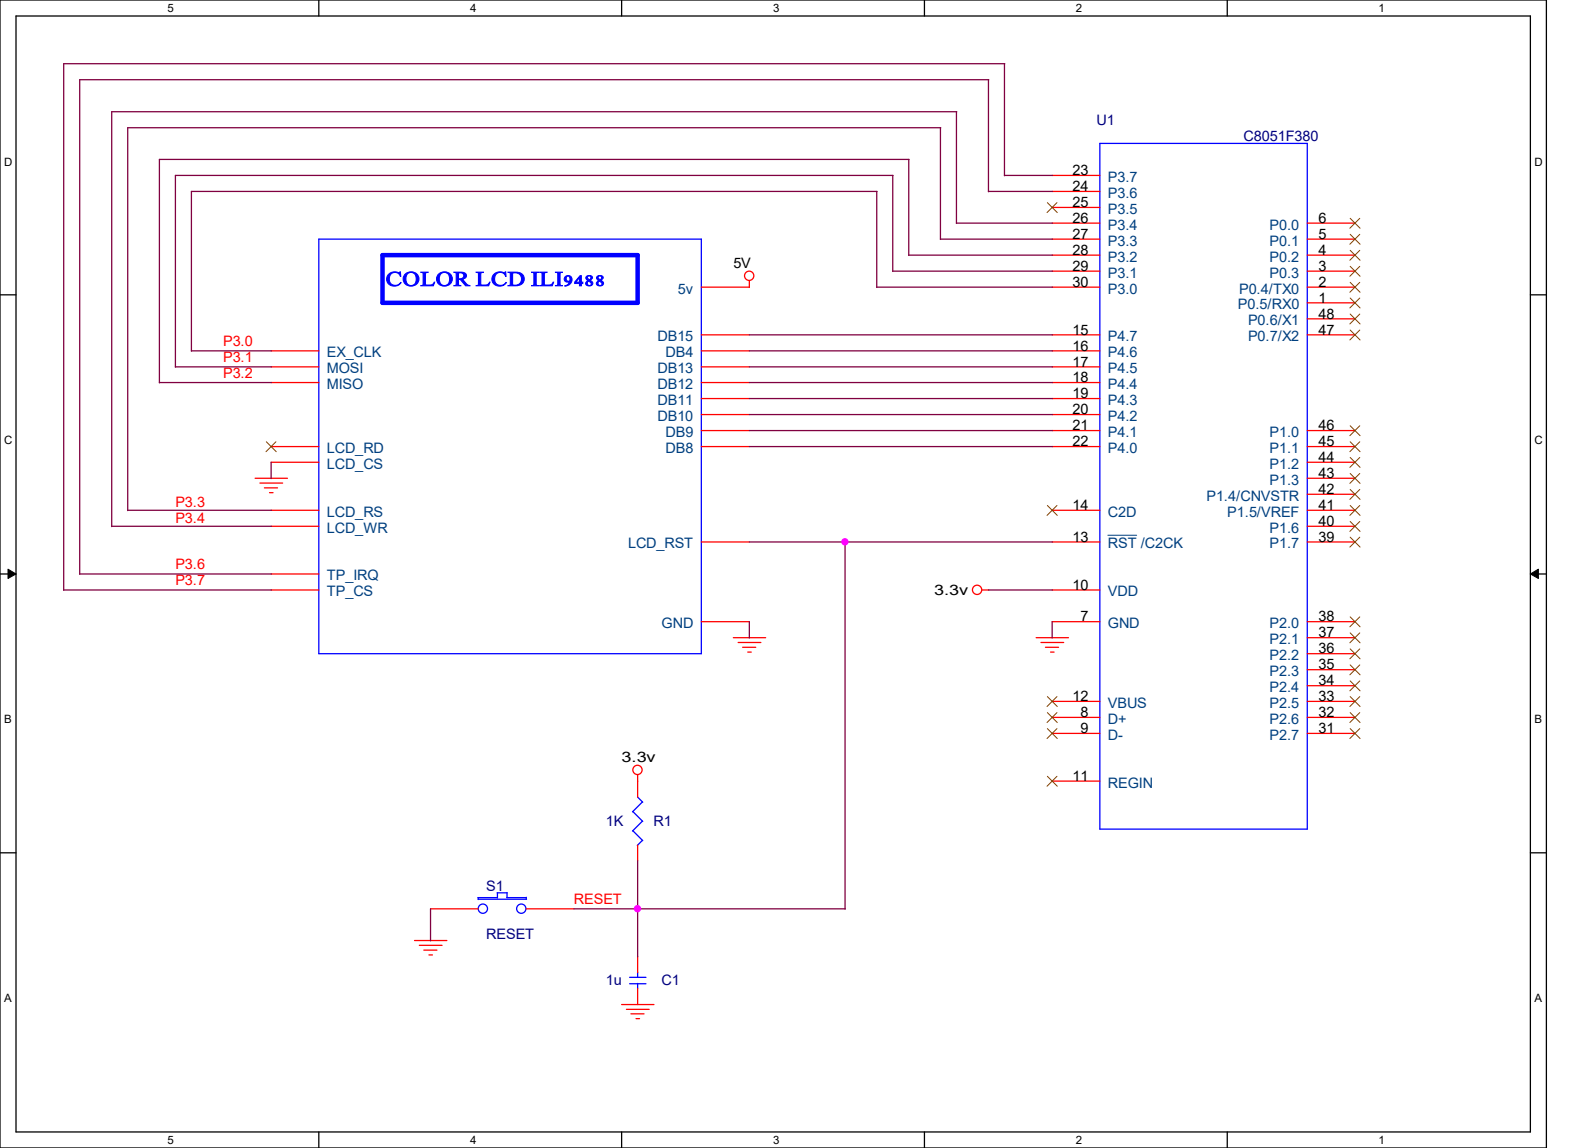 5 4 3 2 1
D
D
C
C
B
B
A
A
U1
C8051F380
23 P3.7
24 P3.6
25 P3.5
26 P3.4
27 P3.3
28 P3.2
29 P3.1
30 P3.0
15 P4.7
16 P4.6
17 P4.5
18 P4.4
19 P4.3
20 P4.2
21 P4.1
22 P4.0
14 C2D
13 RST /C2CK
3.3v 10 VDD
7 GND
12 VBUS
8 D+
9 D-
11 REGIN
P0.0 6
P0.1 5
P0.2 4
P0.3 3
P0.4/TX0 2
P0.5/RX0 1
P0.6/X1 48
P0.7/X2 47
P1.0 46
P1.1 45
P1.2 44
P1.3 43
P1.4/CNVSTR 42
P1.5/VREF 41
P1.6 40
P1.7 39
P2.0 38
P2.1 37
P2.2 36
P2.3 35
P2.4 34
P2.5 33
P2.6 32
P2.7 31
COLOR LCD ILI9488
5V
5v
DB15
DB4
DB13
DB12
DB11
DB10
DB9
DB8
LCD_RST
GND
P3.0 EX_CLK
P3.1 MOSI
P3.2 MISO
LCD_RD
LCD_CS
P3.3 LCD_RS
P3.4 LCD_WR
P3.6 TP_IRQ
P3.7 TP_CS
3.3v
1K R1
S1
RESET
RESET
1u C1
5 4 3 2 1